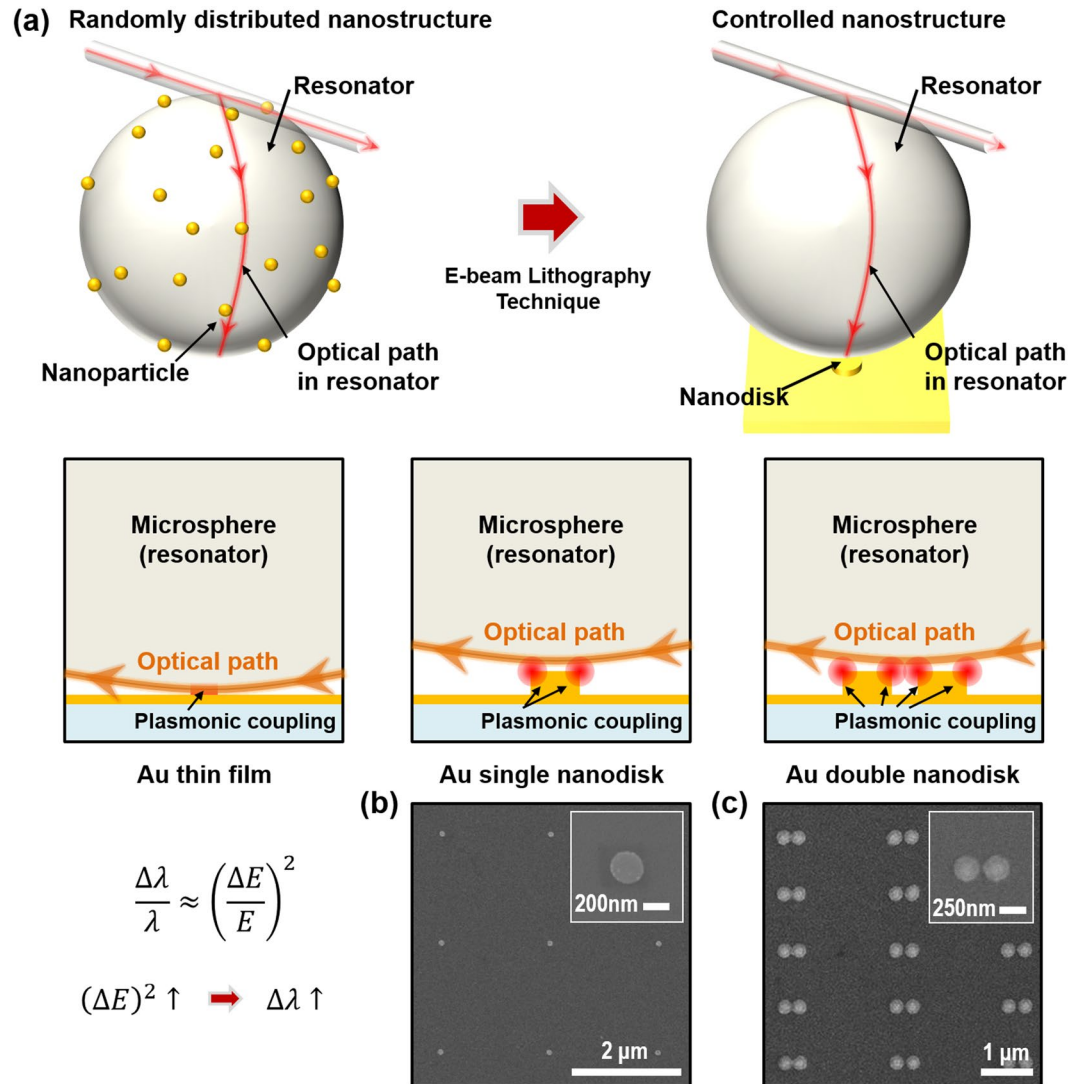 (a) Randomly distributed nanostructure
Controlled nanostructure
Resonator
Resonator
E-beam Lithography
Technique
Nanoparticle
Optical path
in resonator
Nanodisk
Optical path
in resonator
Microsphere
(resonator)
Optical path
Plasmonic coupling
Microsphere
(resonator)
Optical path
Plasmonic coupling
Microsphere
(resonator)
Optical path
Plasmonic coupling
Au thin film
Au single nanodisk
Au double nanodisk
Δλ/λ ≈ (ΔE/E)²
(ΔE)² ↑ Δλ ↑
(b)
200nm
2 µm
(c)
250nm
1 µm